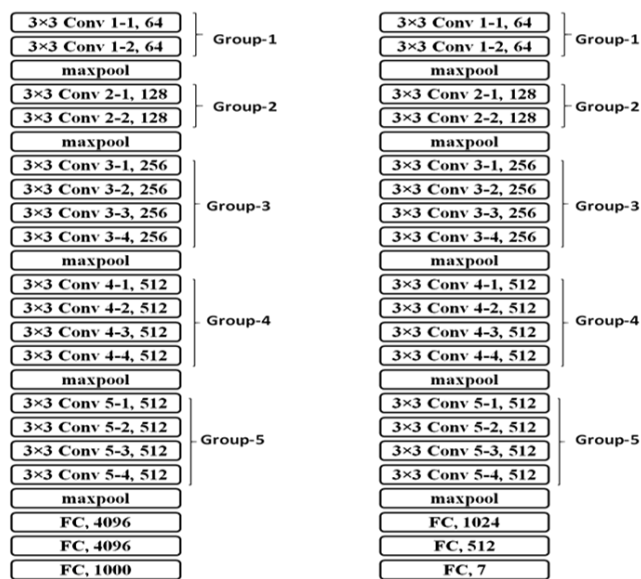 3×3 Conv 1-1, 64
3×3 Conv 1-2, 64
Group-1
maxpool
3×3 Conv 2-1, 128
3×3 Conv 2-2, 128
Group-2
maxpool
3×3 Conv 3-1, 256
3×3 Conv 3-2, 256
3×3 Conv 3-3, 256
3×3 Conv 3-4, 256
Group-3
maxpool
3×3 Conv 4-1, 512
3×3 Conv 4-2, 512
3×3 Conv 4-3, 512
3×3 Conv 4-4, 512
Group-4
maxpool
3×3 Conv 5-1, 512
3×3 Conv 5-2, 512
3×3 Conv 5-3, 512
3×3 Conv 5-4, 512
Group-5
maxpool
FC, 4096
FC, 4096
FC, 1000
3×3 Conv 1-1, 64
3×3 Conv 1-2, 64
Group-1
maxpool
3×3 Conv 2-1, 128
3×3 Conv 2-2, 128
Group-2
maxpool
3×3 Conv 3-1, 256
3×3 Conv 3-2, 256
3×3 Conv 3-3, 256
3×3 Conv 3-4, 256
Group-3
maxpool
3×3 Conv 4-1, 512
3×3 Conv 4-2, 512
3×3 Conv 4-3, 512
3×3 Conv 4-4, 512
Group-4
maxpool
3×3 Conv 5-1, 512
3×3 Conv 5-2, 512
3×3 Conv 5-3, 512
3×3 Conv 5-4, 512
Group-5
maxpool
FC, 1024
FC, 512
FC, 7